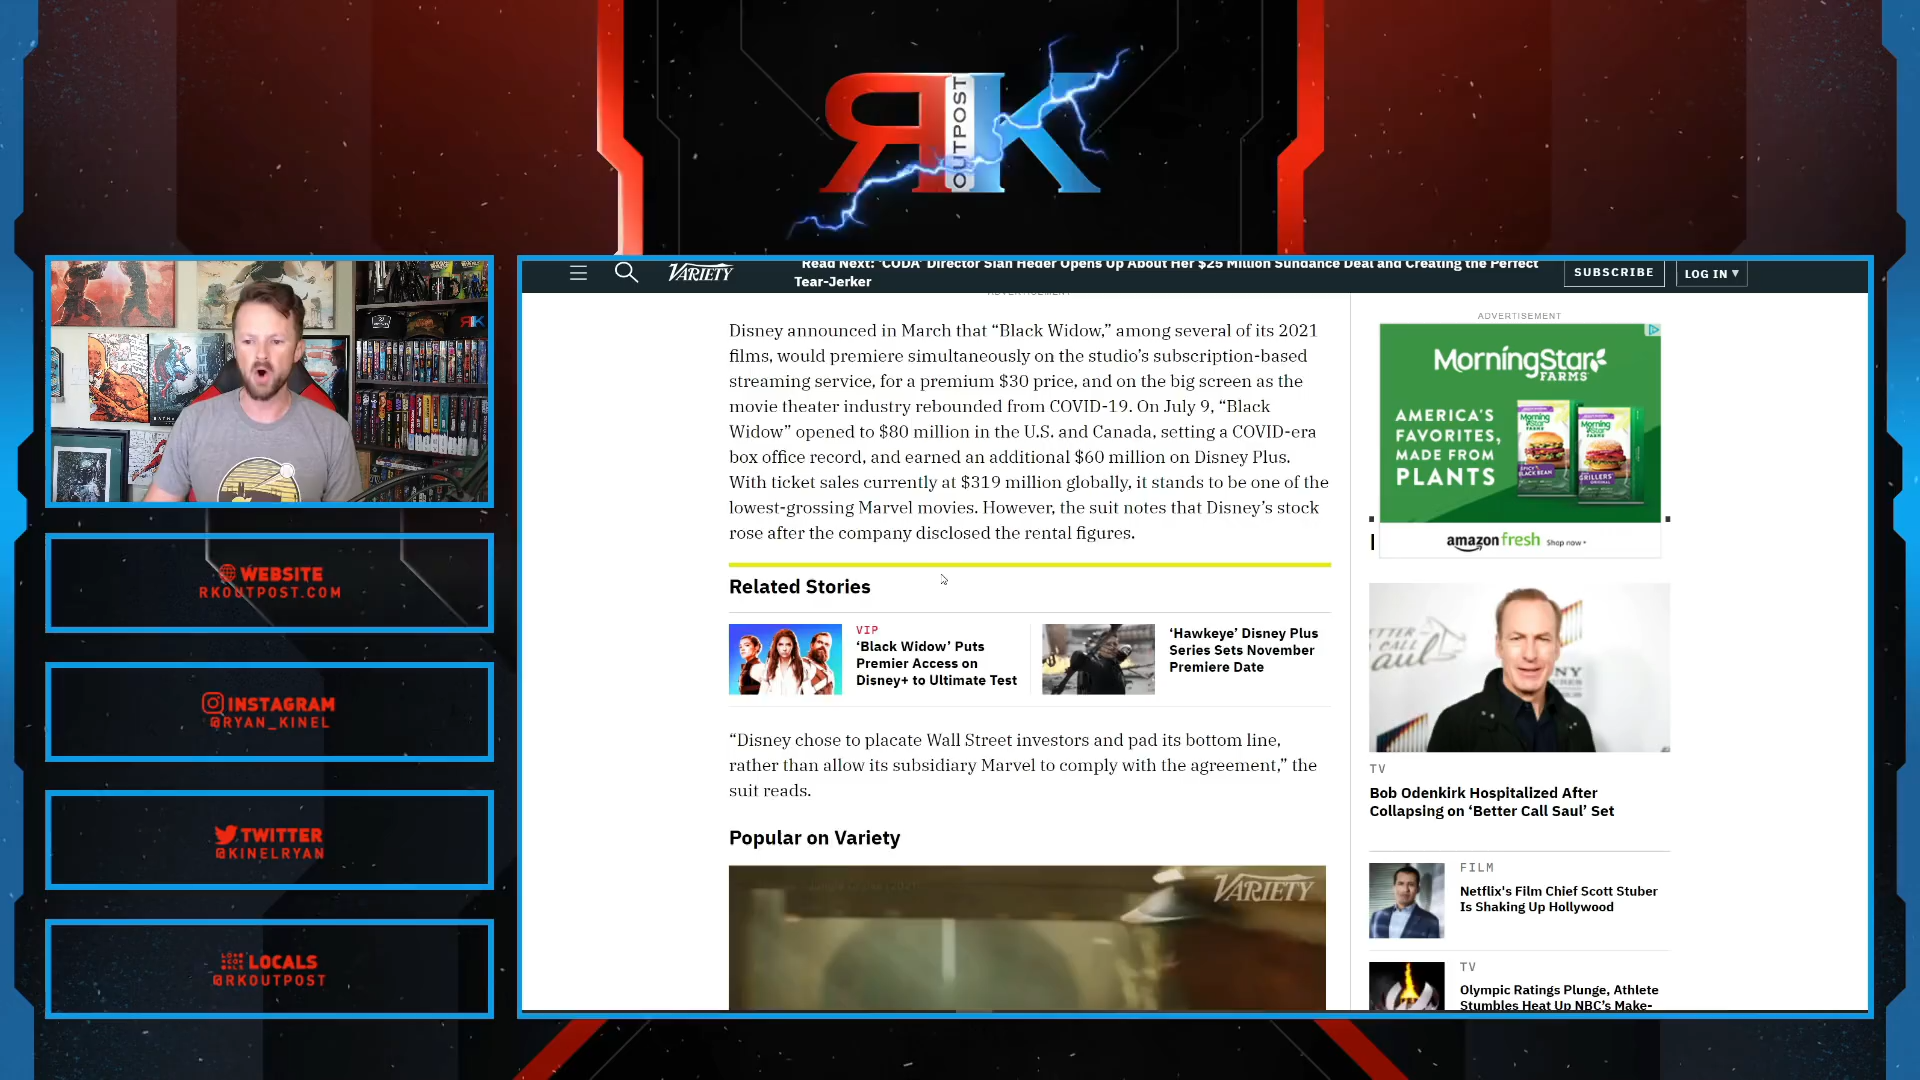 RK
OUTPOST
WEBSITE
RKOUTPOST.COM
INSTAGRAM
@RYAN_KINEL
TWITTER
@KINELRYAN
LOCALS
@RKOUTPOST
VARIETY
Read Next: ‘CODA’ Director Sian Heder Opens Up About Her $25 Million Sundance Deal and Creating the Perfect
Tear-Jerker
SUBSCRIBE
LOG IN ▾
ADVERTISEMENT
Disney announced in March that “Black Widow,” among several of its 2021
films, would premiere simultaneously on the studio’s subscription-based
streaming service, for a premium $30 price, and on the big screen as the
movie theater industry rebounded from COVID-19. On July 9, “Black
Widow” opened to $80 million in the U.S. and Canada, setting a COVID-era
box office record, and earned an additional $60 million on Disney Plus.
With ticket sales currently at $319 million globally, it stands to be one of the
lowest-grossing Marvel movies. However, the suit notes that Disney’s stock
rose after the company disclosed the rental figures.
Related Stories
VIP
‘Black Widow’ Puts
Premier Access on
Disney+ to Ultimate Test
‘Hawkeye’ Disney Plus
Series Sets November
Premiere Date
“Disney chose to placate Wall Street investors and pad its bottom line,
rather than allow its subsidiary Marvel to comply with the agreement,” the
suit reads.
Popular on Variety
VARIETY
ADVERTISEMENT
MorningStar
FARMS
AMERICA'S
FAVORITES,
MADE FROM
PLANTS
amazon fresh Shop now
TV
Bob Odenkirk Hospitalized After
Collapsing on ‘Better Call Saul’ Set
FILM
Netflix's Film Chief Scott Stuber
Is Shaking Up Hollywood
TV
Olympic Ratings Plunge, Athlete
Stumbles Heat Up NBC’s Make-